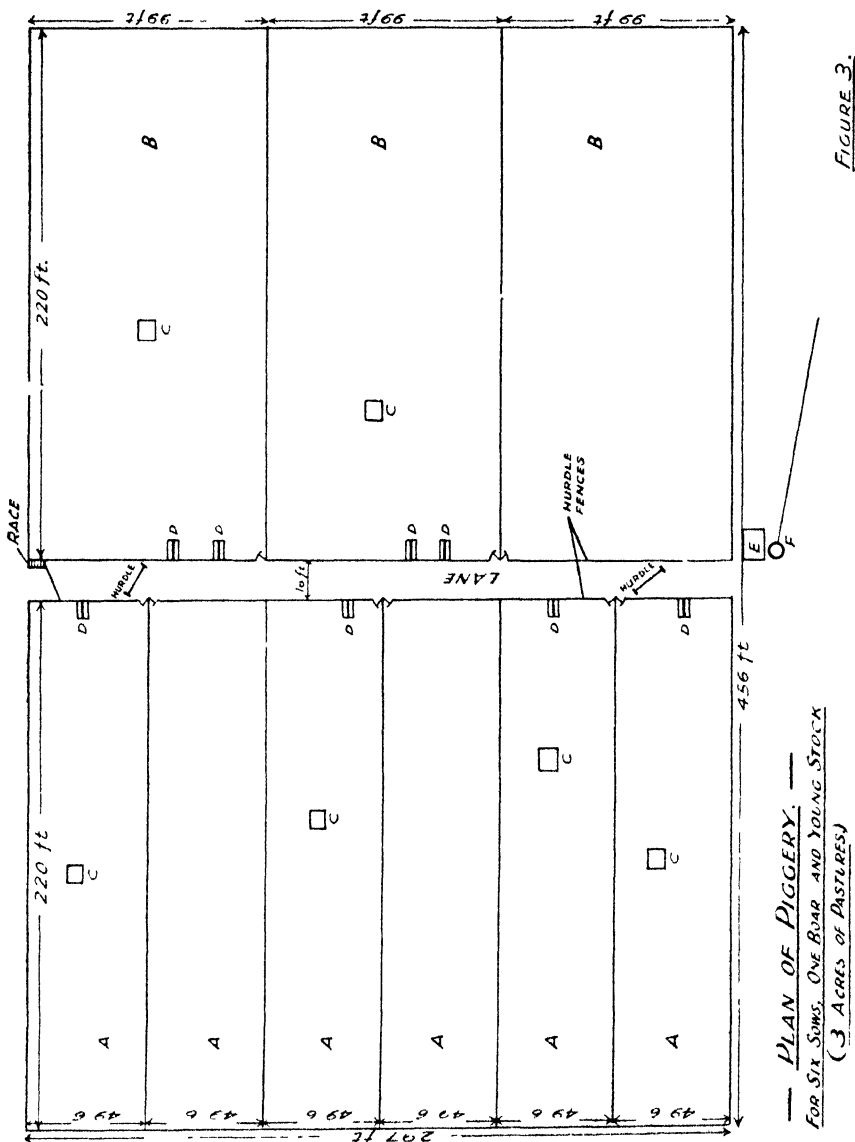 RACE
220 ft.
99 ft
99 ft
99 ft
B
B
B
C
C
D
D
D
D
HURDLE
10 ft
LANE
HURDLE FENCES
HURDLE
E
F
D
D
D
D
220 ft
C
C
C
C
A
A
A
A
A
A
49 6
49 6
49 6
49 6
49 6
49 6
297 ft
456 ft
— PLAN OF PIGGERY. —
FOR SIX SOWS, ONE BOAR AND YOUNG STOCK
(3 ACRES OF PASTURES)
FIGURE 3.